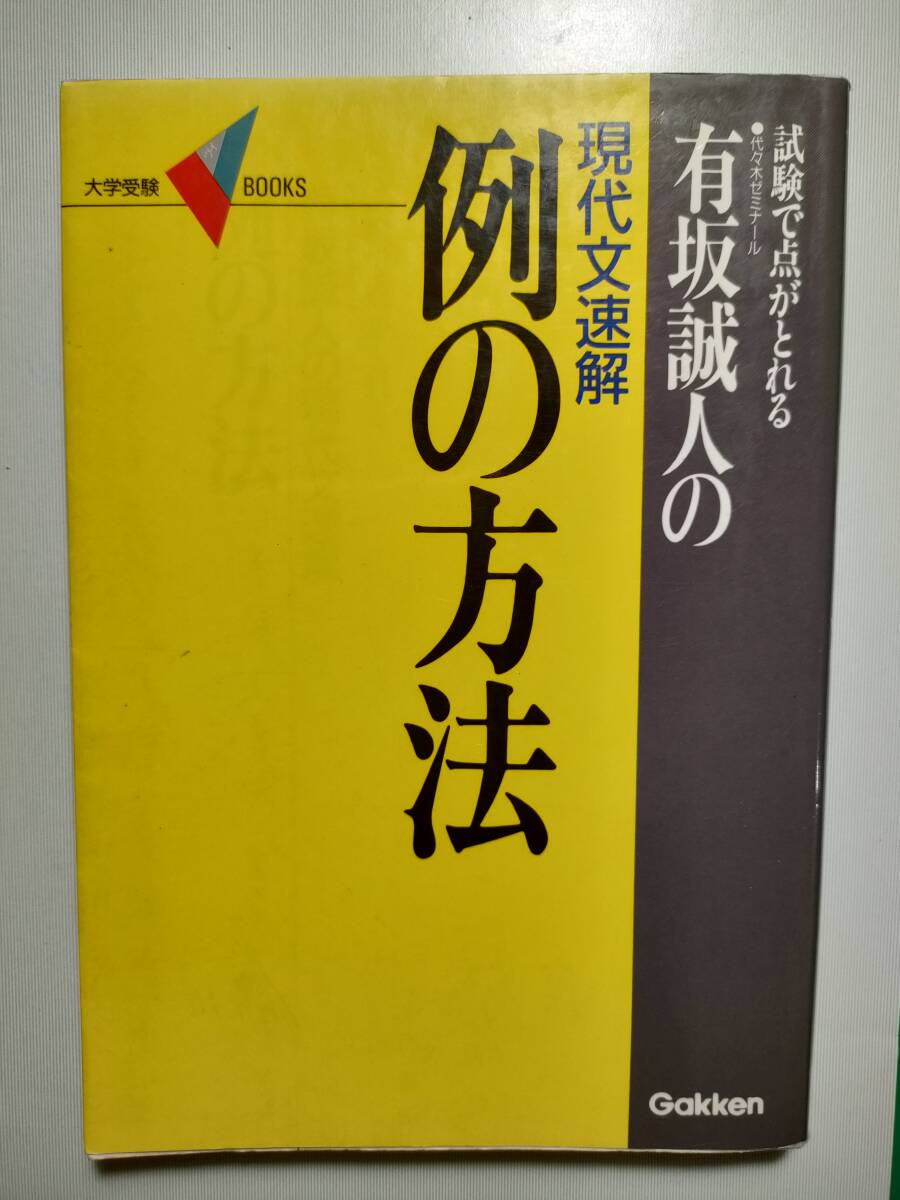 試験で点がとれる
●代々木ゼミナール
有坂誠人の
現代文速解
例の方法
大学受験
BOOKS
Gakken